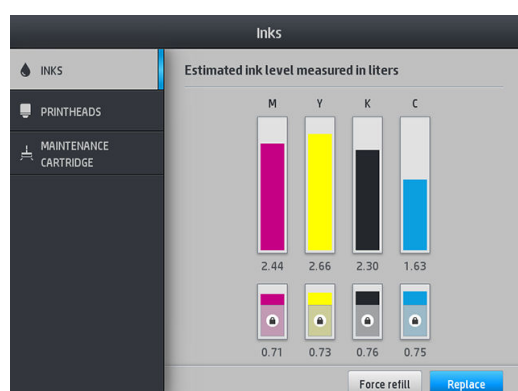 Inks
INKS
PRINTHEADS
MAINTENANCE
CARTRIDGE
Estimated ink level measured in liters
M Y K C
2.44 2.66 2.30 1.63
0.71 0.73 0.76 0.75
Force refill Replace